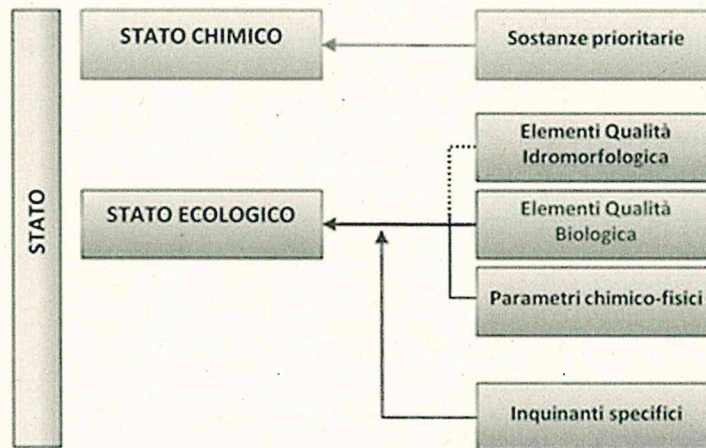 STATO
STATO CHIMICO
Sostanze prioritarie
Elementi Qualità
Idromorfologica
STATO ECOLOGICO
Elementi Qualità
Biologica
Parametri chimico-fisici
Inquinanti specifici